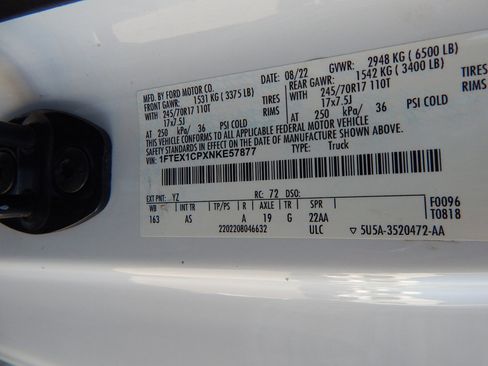 MFD. BY FORD MOTOR CO.
DATE: 08/22 GVWR: 2948 KG ( 6500 LB)
FRONT GAWR: 1531 KG ( 3375 LB) REAR GAWR: 1542 KG ( 3400 LB)
WITH 245/70R17 110T TIRES WITH 245/70R17 110T TIRES
17x7.5J RIMS 17x7.5J RIMS
AT 250 kPa/ 36 PSI COLD AT 250 kPa/ 36 PSI COLD
THIS VEHICLE CONFORMS TO ALL APPLICABLE FEDERAL MOTOR VEHICLE
SAFETY AND THEFT PREVENTION STANDARDS IN EFFECT ON THE DATE OF MANUFACTURE SHOWN ABOVE.
VIN: 1FTEX1CPXNKE57877 TYPE: Truck
EXT PNT: YZ RC: 72 DSO: F0096
WB INT TR TP/PS R AXLE TR SPR T0818
163 AS A 19 G 22AA
2202208046632 ULC 5U5A-3520472-AA